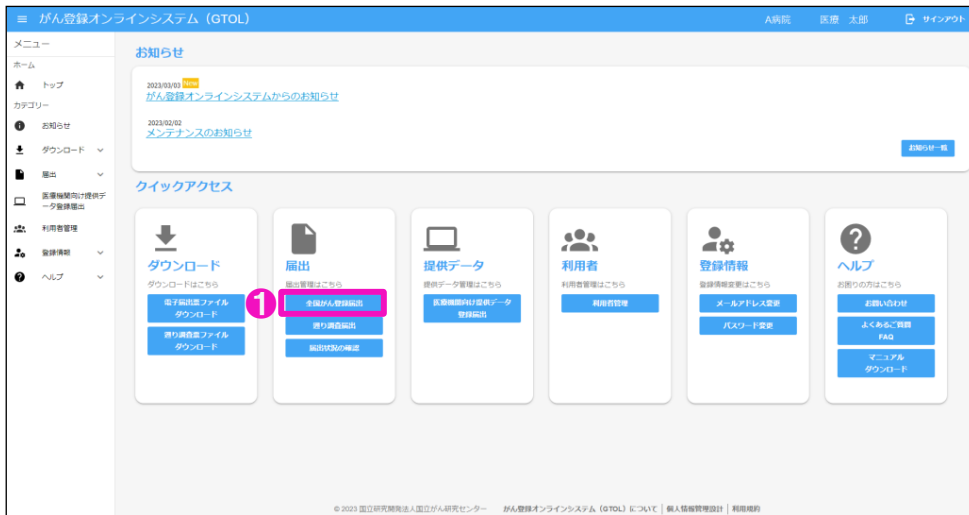 がん登録オンラインシステム（GTOL）
A病院
医療 太郎
サインアウト
メニュー
ホーム
トップ
カテゴリー
お知らせ
ダウンロード
届出
医療機関向け提供デ
ータ登録届出
利用者管理
登録情報
ヘルプ
お知らせ
2023/03/03 New
がん登録オンラインシステムからのお知らせ
2023/02/02
メンテナンスのお知らせ
お知らせ一覧
クイックアクセス
ダウンロード
ダウンロードはこちら
電子届出票ファイル
ダウンロード
遡り調査票ファイル
ダウンロード
届出
届出管理はこちら
1
全国がん登録届出
遡り調査届出
届出状況の確認
提供データ
提供データ管理はこちら
医療機関向け提供データ
登録届出
利用者
利用者管理はこちら
利用者管理
登録情報
登録情報変更はこちら
メールアドレス変更
パスワード変更
ヘルプ
お困りの方はこちら
お問い合わせ
よくあるご質問
FAQ
マニュアル
ダウンロード
© 2023 国立研究開発法人国立がん研究センター がん登録オンラインシステム（GTOL）について | 個人情報管理設計 | 利用規約